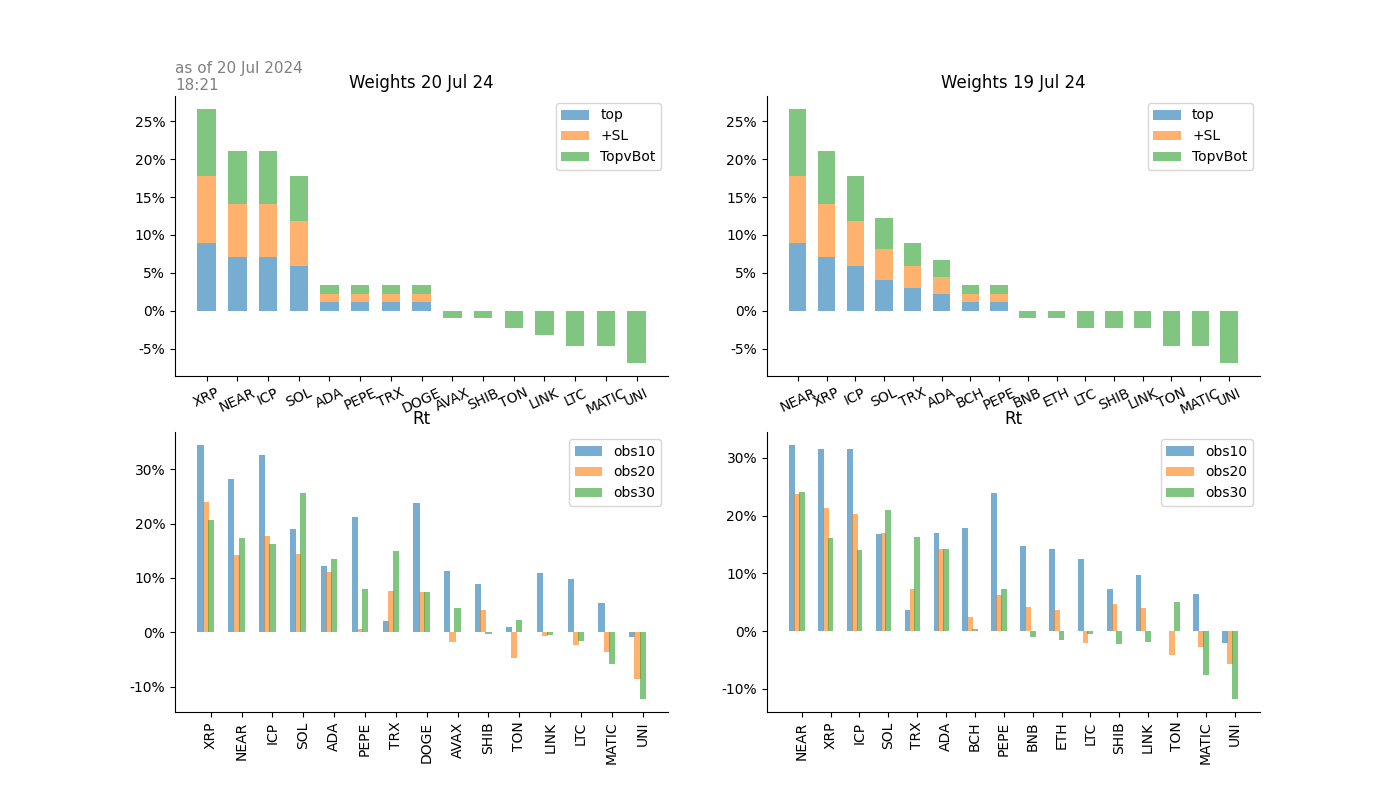 as of 20 Jul 2024
18:21
Weights 20 Jul 24
25%
20%
15%
10%
5%
0%
-5%
top
+SL
TopvBot
XRP NEAR ICP SOL ADA PEPE TRX DOGE AVAX SHIB TON LINK LTC MATIC UNI
Weights 19 Jul 24
25%
20%
15%
10%
5%
0%
-5%
top
+SL
TopvBot
NEAR XRP ICP SOL TRX ADA BCH PEPE BNB ETH LTC SHIB LINK TON MATIC UNI
Rt
30%
20%
10%
0%
-10%
obs10
obs20
obs30
XRP NEAR ICP SOL ADA PEPE TRX DOGE AVAX SHIB TON LINK LTC MATIC UNI
Rt
30%
20%
10%
0%
-10%
obs10
obs20
obs30
NEAR XRP ICP SOL TRX ADA BCH PEPE BNB ETH LTC SHIB LINK TON MATIC UNI